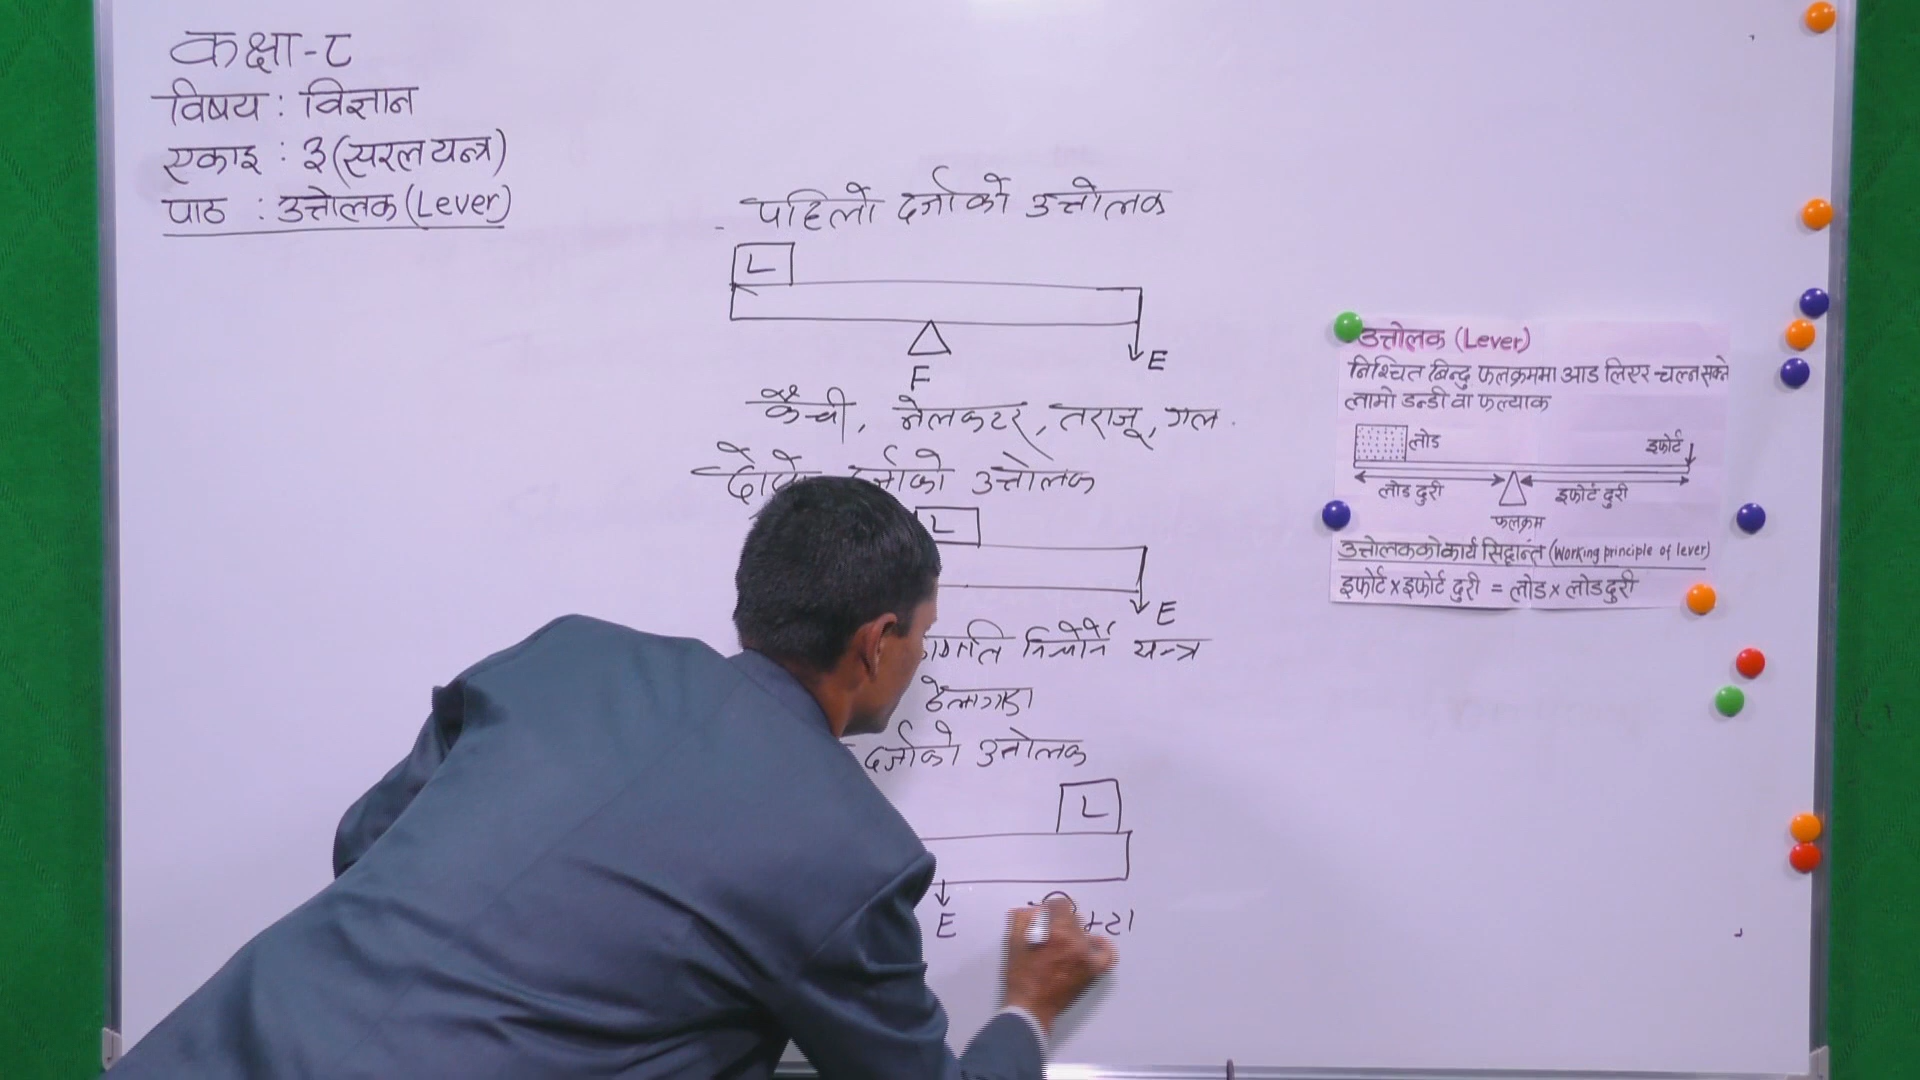 कक्षा-८
विषय : विज्ञान
एकाइ : ३ (सरल यन्त्र)
पाठ : उत्तोलक (Lever)
पहिलो दर्जाको उत्तोलक
L
E
F
कैंची, नेलकटर, तराजू, गल
दोस्रो दर्जाको उत्तोलक
L
E
निचोर्ने यन्त्र
ठेलागाडा
दर्जाको उत्तोलक
L
E
चिम्टा
उत्तोलक (Lever)
निश्चित बिन्दु फलक्रममा आड लिएर चल्न सक्ने
लामो डन्डी वा फल्याक
लोड
इफोर्ट
लोड दुरी
इफोर्ट दुरी
फलक्रम
उत्तोलकको कार्य सिद्धान्त (Working principle of lever)
इफोर्ट × इफोर्ट दुरी = लोड × लोड दुरी